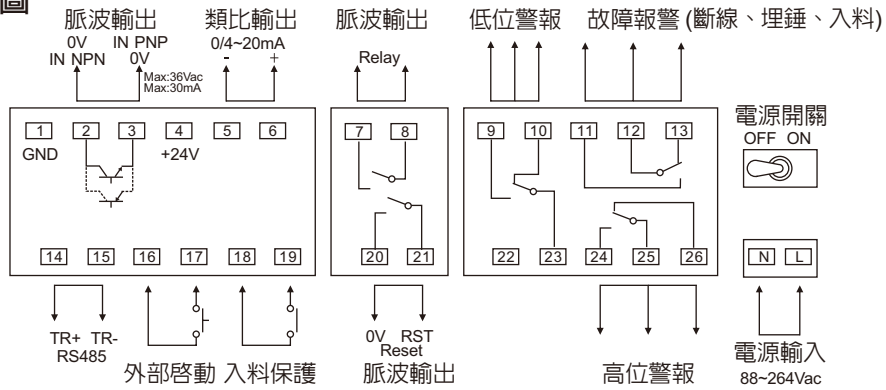 圖
脈波輸出 類比輸出 脈波輸出 低位警報 故障報警 (斷線、埋錘、入料)
0V IN PNP 0/4~20mA
IN NPN 0V - + Relay
Max:36Vac
Max:30mA
電源開關
OFF ON
1 2 3 4 5 6 7 8 9 10 11 12 13
GND +24V
14 15 16 17 18 19 20 21 22 23 24 25 26 N L
TR+ TR- 0V RST
RS485 Reset
外部啓動 入料保護 脈波輸出 高位警報 電源輸入
88~264Vac